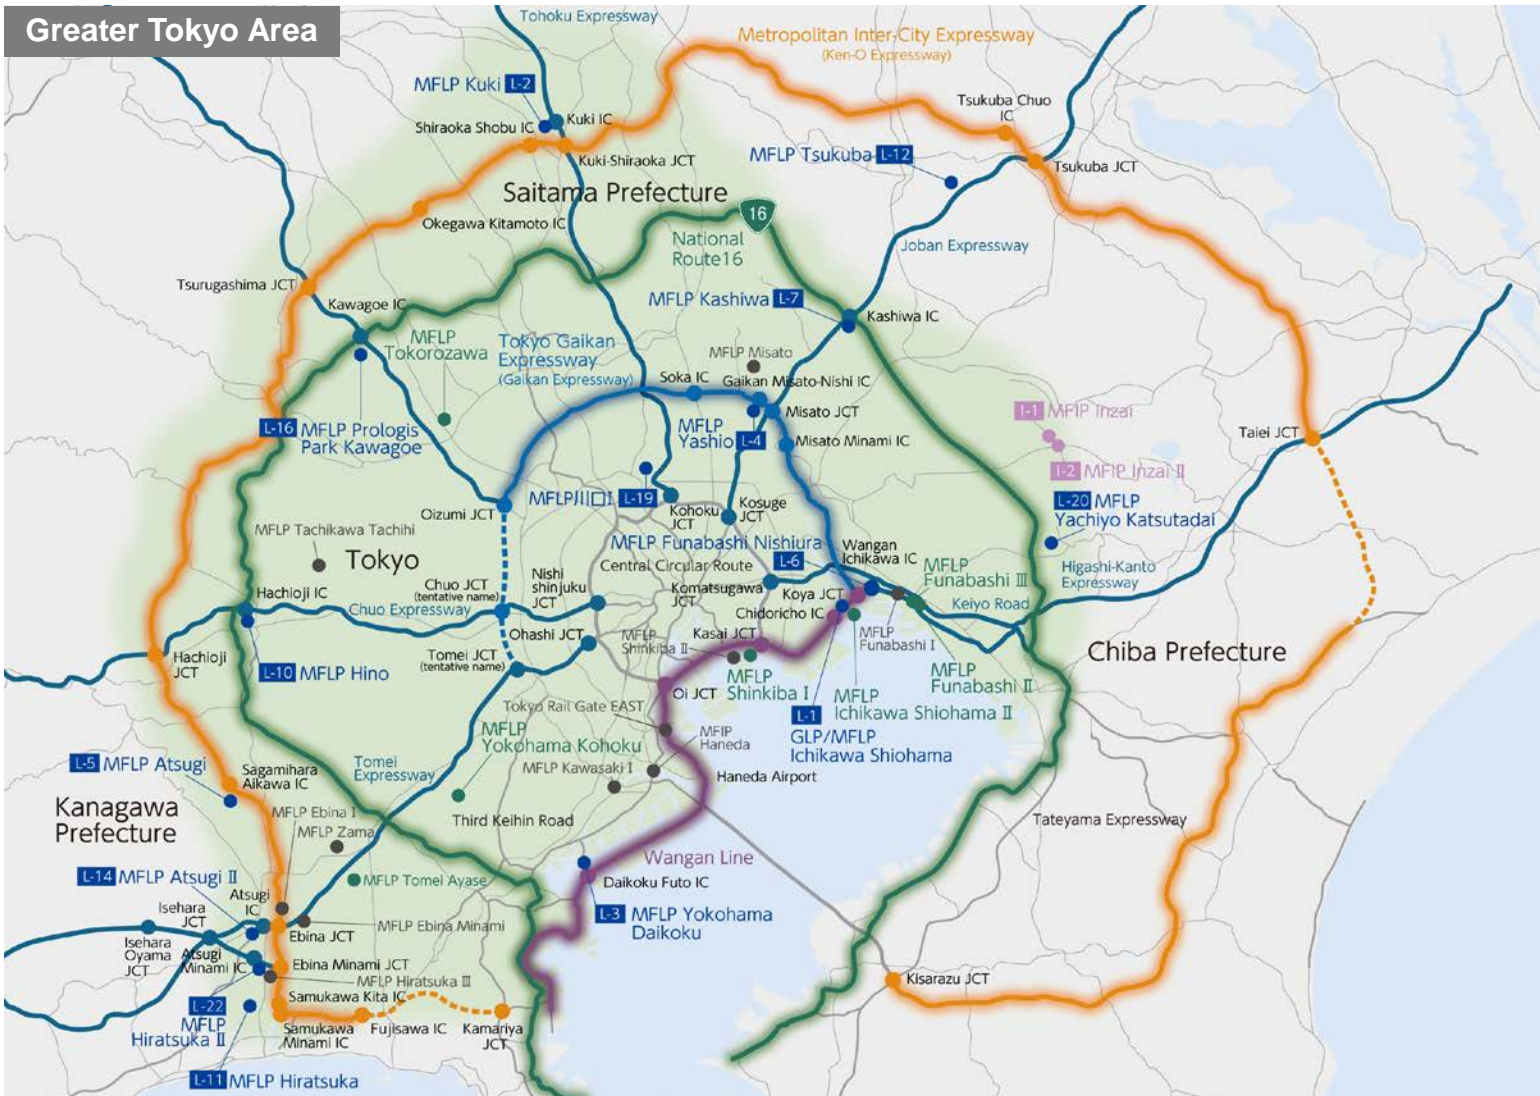 Greater Tokyo Area
Tohoku Expressway
Metropolitan Inter-City Expressway
(Ken-O Expressway)
MFLP Kuki L-2
Shiraoka Shobu IC
Kuki IC
Kuki-Shiraoka JCT
Tsukuba Chuo
IC
MFLP Tsukuba L-12
Tsukuba JCT
Saitama Prefecture
16
Okegawa Kitamoto IC
National
Route16
Joban Expressway
Tsurugashima JCT
Kawagoe IC
MFLP Kashiwa L-7
Kashiwa IC
MFLP
Tokorozawa
Tokyo Gaikan
Expressway
(Gaikan Expressway)
MFLP Misato
Soka IC
Gaikan Misato-Nishi IC
Misato JCT
L-16 MFLP Prologis
Park Kawagoe
MFLP
Yashio L-4
Misato Minami IC
I-1 MFIP Inzai
Taiei JCT
I-2 MFIP Inzai II
MFLP川口I L-19
Oizumi JCT
Kohoku
JCT
Kosuge
JCT
L-20 MFLP
Yachiyo Katsutadai
MFLP Tachikawa Tachihi
Tokyo
MFLP Funabashi Nishiura
L-6
Wangan
Ichikawa IC
Central Circular Route
MFLP
Funabashi III
Higashi-Kanto
Expressway
Hachioji IC
Chuo Expressway
Chuo JCT
(tentative name)
Nishi
shinjuku
JCT
Komatsugawa
JCT
Koya JCT
Chidoricho IC
Keiyo Road
Ohashi JCT
MFLP
Shinkiba II
Kasai JCT
MFLP
Funabashi I
Hachioji
JCT
L-10 MFLP Hino
Tomei JCT
(tentative name)
Chiba Prefecture
MFLP
Funabashi II
MFLP
Shinkiba I
Oi JCT
MFLP
Ichikawa Shiohama II
Tokyo Rail Gate EAST
L-1
GLP/MFLP
Ichikawa Shiohama
MFLP
Yokohama Kohoku
MFIP
Haneda
L-5 MFLP Atsugi
Tomei
Expressway
Sagamihara
Aikawa IC
MFLP Kawasaki I
Haneda Airport
Kanagawa
Prefecture
MFLP Ebina I
MFLP Zama
Third Keihin Road
Tateyama Expressway
Wangan Line
L-14 MFLP Atsugi II
MFLP Tomei Ayase
Daikoku Futo IC
Atsugi
IC
Isehara
JCT
MFLP Ebina Minami
L-3 MFLP Yokohama
Daikoku
Isehara
Oyama
JCT
Atsugi
Minami IC
Ebina JCT
Ebina Minami JCT
MFLP Hiratsuka III
Kisarazu JCT
L-22
MFLP
Hiratsuka II
Samukawa Kita IC
Samukawa
Minami IC
Fujisawa IC
Kamariya
JCT
L-11 MFLP Hiratsuka